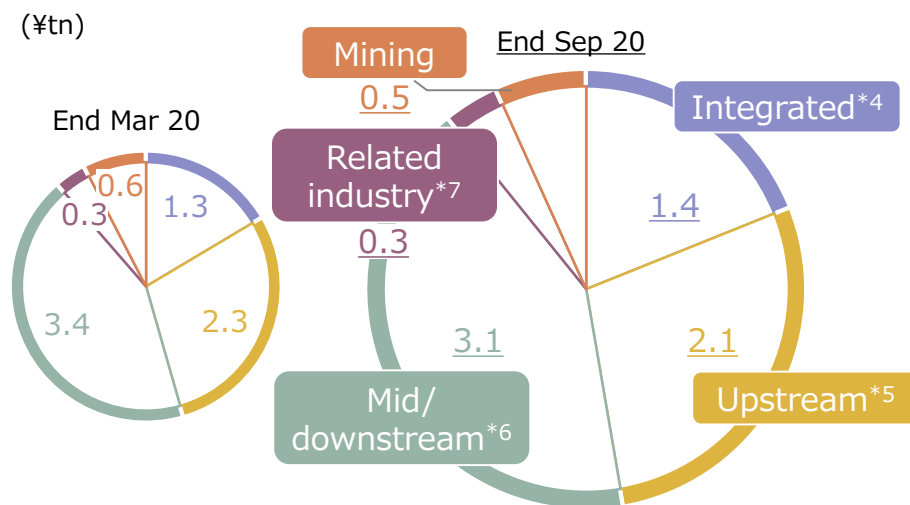 (¥tn)
End Mar 20
0.6
1.3
0.3
3.4
2.3
End Sep 20
Mining
0.5
Integrated*4
Related
industry*7
0.3
1.4
3.1
2.1
Mid/
downstream*6
Upstream*5